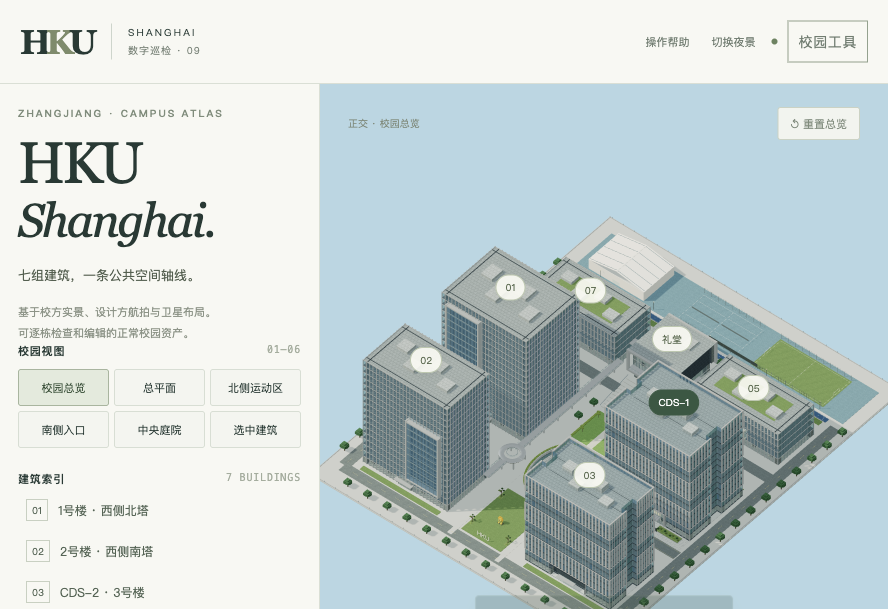 HKU
SHANGHAI
数字巡检 · 09
操作帮助
切换夜景
校园工具
ZHANGJIANG · CAMPUS ATLAS
HKU
Shanghai.
七组建筑，一条公共空间轴线。
基于校方实景、设计方航拍与卫星布局。
可逐栋检查和编辑的正常校园资产。
校园视图
01—06
校园总览
总平面
北侧运动区
南侧入口
中央庭院
选中建筑
建筑索引
7 BUILDINGS
01
1号楼 · 西侧北塔
02
2号楼 · 西侧南塔
03
CDS-2 · 3号楼
正交 · 校园总览
重置总览
01
07
礼堂
02
05
CDS-1
03
HKU